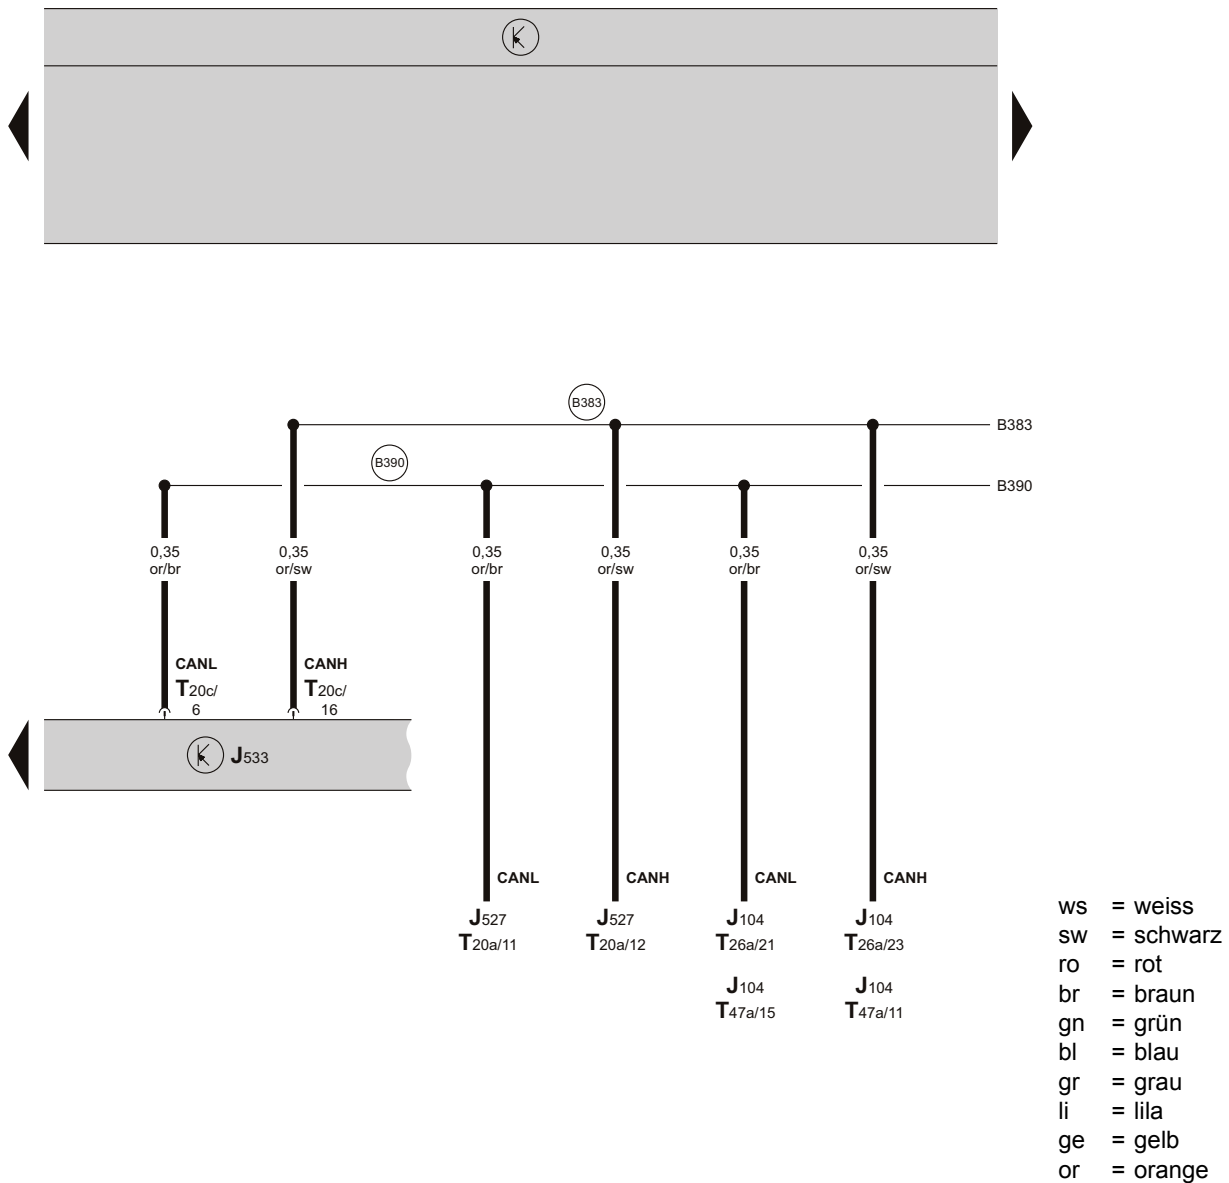 B383
B383
B390
B390
0,35 0,35 0,35 0,35 0,35 0,35
or/br or/sw or/br or/sw or/br or/sw
CANL CANH
T20c/ T20c/
6 16
J533
CANL CANH CANL CANH
J527 J527 J104 J104
T20a/11 T20a/12 T26a/21 T26a/23
J104 J104
T47a/15 T47a/11
ws = weiss
sw = schwarz
ro = rot
br = braun
gn = grün
bl = blau
gr = grau
li = lila
ge = gelb
or = orange